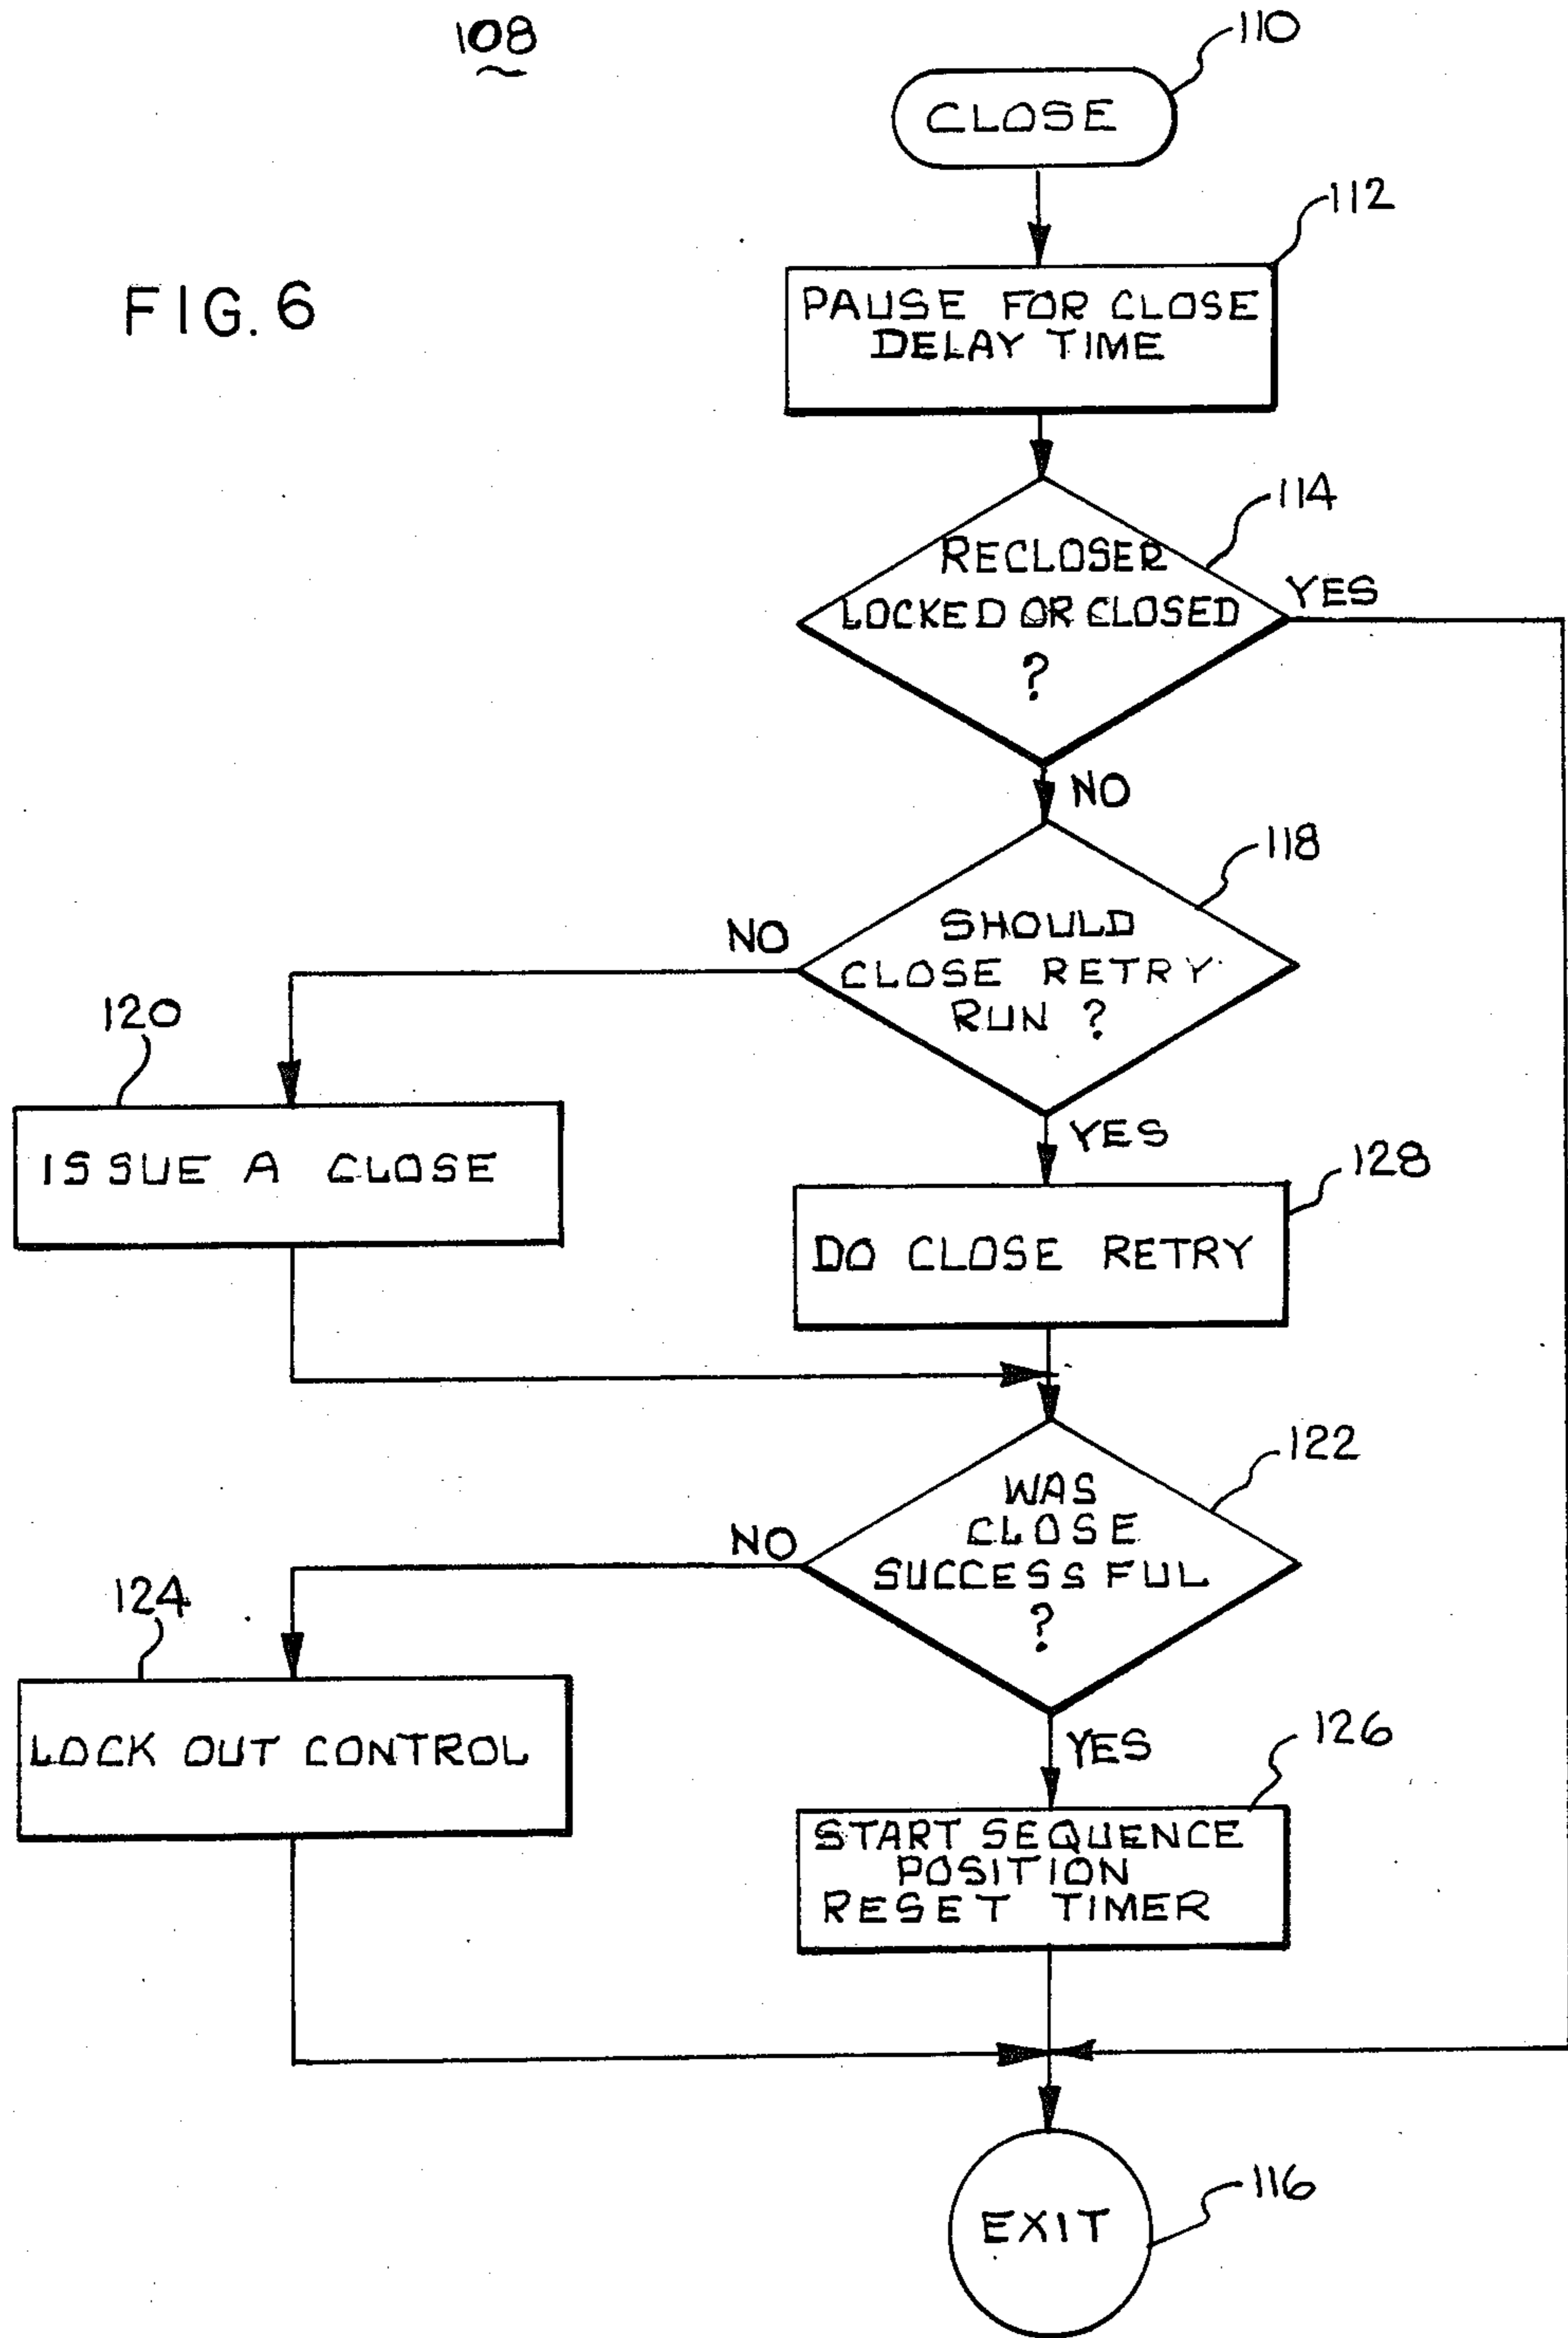 108
110
CLOSE
112
FIG. 6
PAUSE FOR CLOSE
DELAY TIME
114
RECLOSER
LOCKED OR CLOSED
?
YES
NO
118
SHOULD
CLOSE RETRY
RUN ?
NO
120
ISSUE A CLOSE
YES
128
DO CLOSE RETRY
122
WAS
CLOSE
SUCCESSFUL
?
NO
124
LOCK OUT CONTROL
YES
126
START SEQUENCE
POSITION
RESET TIMER
116
EXIT